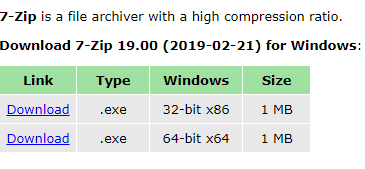 7-Zip is a file archiver with a high compression ratio.
Download 7-Zip 19.00 (2019-02-21) for Windows:
Link Type Windows Size
Download .exe 32-bit x86 1 MB
Download .exe 64-bit x64 1 MB